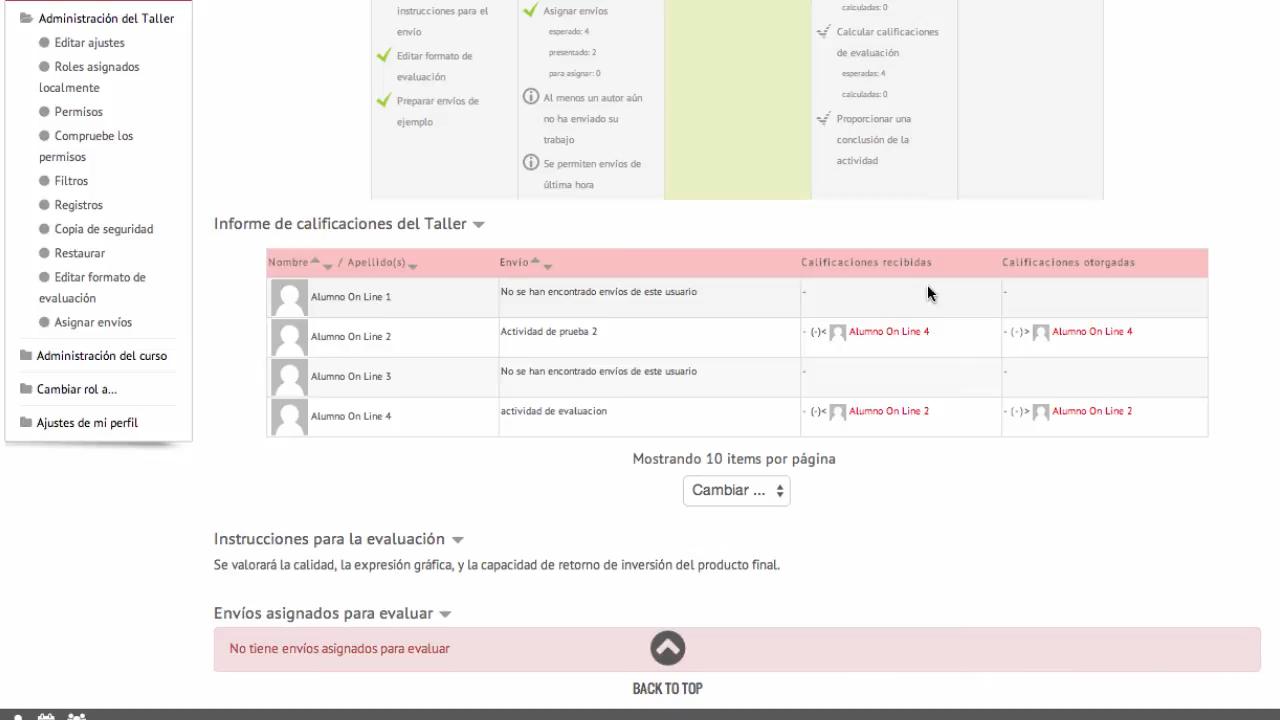 Administración del Taller
Editar ajustes
Roles asignados
localmente
Permisos
Compruebe los
permisos
Filtros
Registros
Copia de seguridad
Restaurar
Editar formato de
evaluación
Asignar envíos
Administración del curso
Cambiar rol a...
Ajustes de mi perfil
instrucciones para el
envío
Editar formato de
evaluación
Preparar envíos de
ejemplo
Asignar envíos
esperado: 4
presentado: 2
para asignar: 0
Al menos un autor aún
no ha enviado su
trabajo
Se permiten envíos de
última hora
calculadas: 0
Calcular calificaciones
de evaluación
esperadas: 4
calculadas: 0
Proporcionar una
conclusión de la
actividad
Informe de calificaciones del Taller
Nombre / Apellido(s) Envío Calificaciones recibidas Calificaciones otorgadas
Alumno On Line 1 No se han encontrado envíos de este usuario - -
Alumno On Line 2 Actividad de prueba 2 - (-)< Alumno On Line 4 - (-)> Alumno On Line 4
Alumno On Line 3 No se han encontrado envíos de este usuario - -
Alumno On Line 4 actividad de evaluacion - (-)< Alumno On Line 2 - (-)> Alumno On Line 2
Mostrando 10 items por página
Cambiar ...
Instrucciones para la evaluación
Se valorará la calidad, la expresión gráfica, y la capacidad de retorno de inversión del producto final.
Envíos asignados para evaluar
No tiene envíos asignados para evaluar
BACK TO TOP